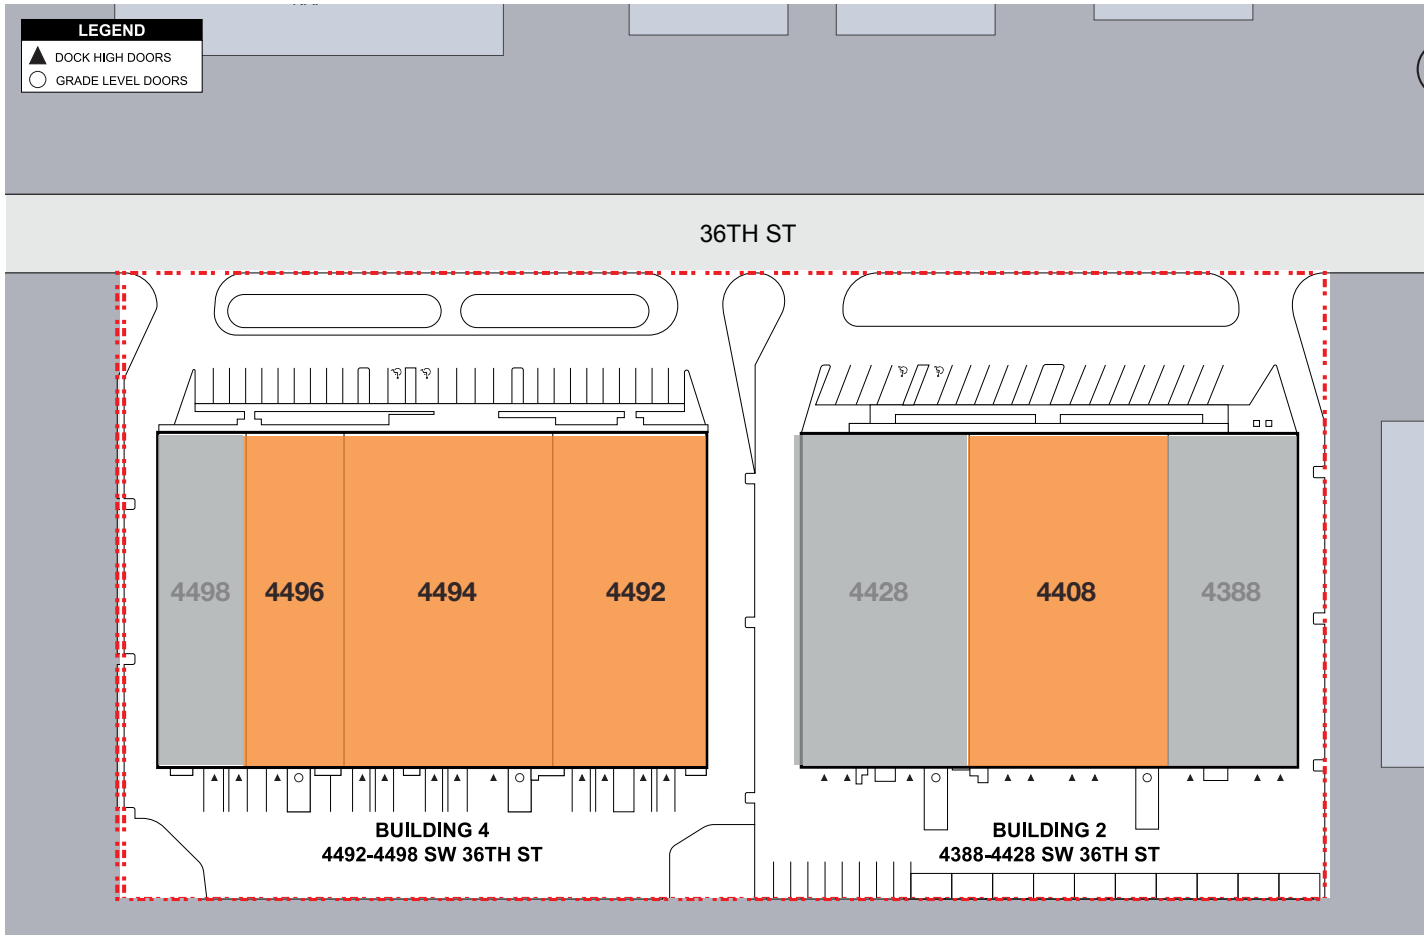 LEGEND
DOCK HIGH DOORS
GRADE LEVEL DOORS
36TH ST
4498
4496
4494
4492
4428
4408
4388
BUILDING 4
4492-4498 SW 36TH ST
BUILDING 2
4388-4428 SW 36TH ST